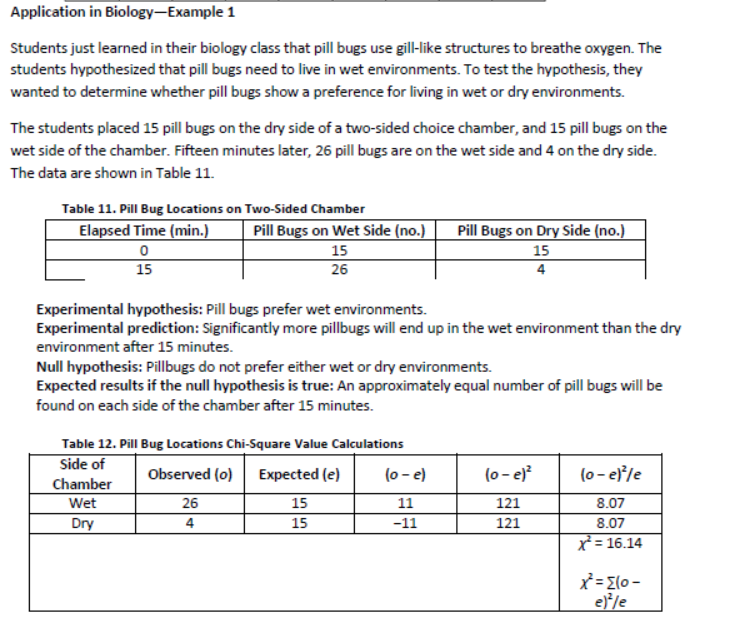 Application in Biology—Example 1
Students just learned in their biology class that pill bugs use gill-like structures to breathe oxygen. The
students hypothesized that pill bugs need to live in wet environments. To test the hypothesis, they
wanted to determine whether pill bugs show a preference for living in wet or dry environments.
The students placed 15 pill bugs on the dry side of a two-sided choice chamber, and 15 pill bugs on the
wet side of the chamber. Fifteen minutes later, 26 pill bugs are on the wet side and 4 on the dry side.
The data are shown in Table 11.
Table 11. Pill Bug Locations on Two-Sided Chamber
Elapsed Time (min.) Pill Bugs on Wet Side (no.) Pill Bugs on Dry Side (no.)
0 15 15
15 26 4
Experimental hypothesis: Pill bugs prefer wet environments.
Experimental prediction: Significantly more pillbugs will end up in the wet environment than the dry
environment after 15 minutes.
Null hypothesis: Pillbugs do not prefer either wet or dry environments.
Expected results if the null hypothesis is true: An approximately equal number of pill bugs will be
found on each side of the chamber after 15 minutes.
Table 12. Pill Bug Locations Chi-Square Value Calculations
Side of
Chamber Observed (o) Expected (e) (o – e) (o – e)² (o – e)²/e
Wet 26 15 11 121 8.07
Dry 4 15 –11 121 8.07
χ² = 16.14
χ² = Σ(o –
e)²/e